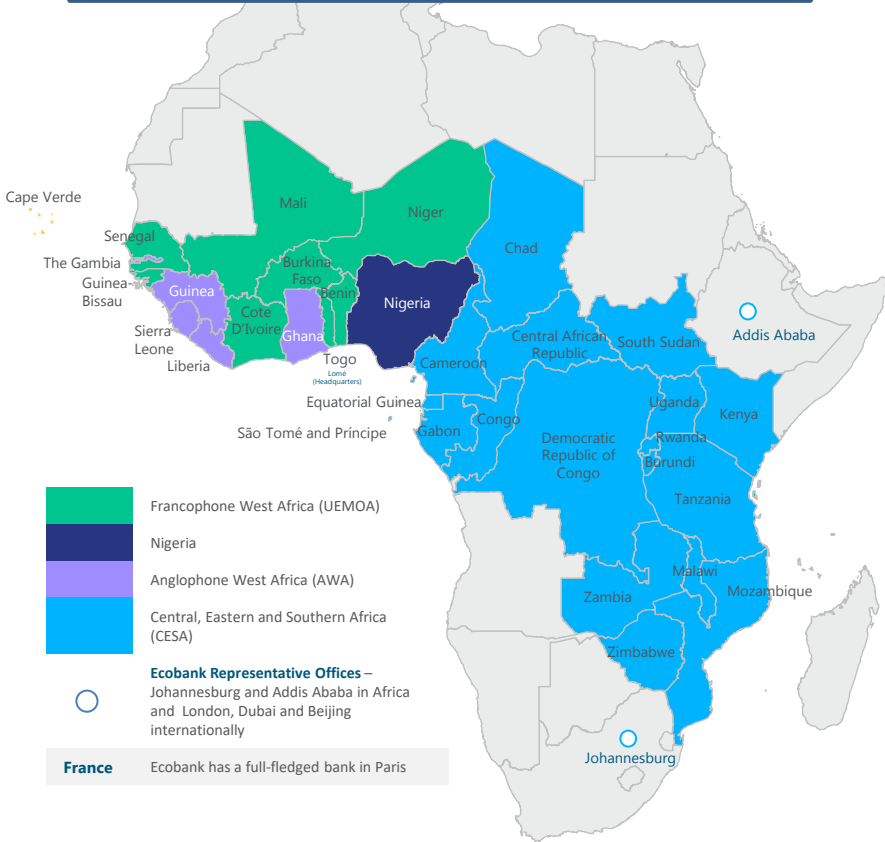 Cape Verde
Mali
Niger
Chad
Senegal
The Gambia
Guinea-
Bissau
Guinea
Burkina
Faso
Benin
Nigeria
Cote
D'Ivoire
Ghana
Sierra
Leone
Liberia
Togo
Lomé
(Headquarters)
Addis Ababa
Central African
Republic
South Sudan
Cameroon
Equatorial Guinea
São Tomé and Príncipe
Gabon
Congo
Uganda
Kenya
Rwanda
Burundi
Democratic
Republic of
Congo
Tanzania
Malawi
Mozambique
Zambia
Zimbabwe
Johannesburg
Francophone West Africa (UEMOA)
Nigeria
Anglophone West Africa (AWA)
Central, Eastern and Southern Africa
(CESA)
Ecobank Representative Offices –
Johannesburg and Addis Ababa in Africa
and London, Dubai and Beijing
internationally
France Ecobank has a full-fledged bank in Paris